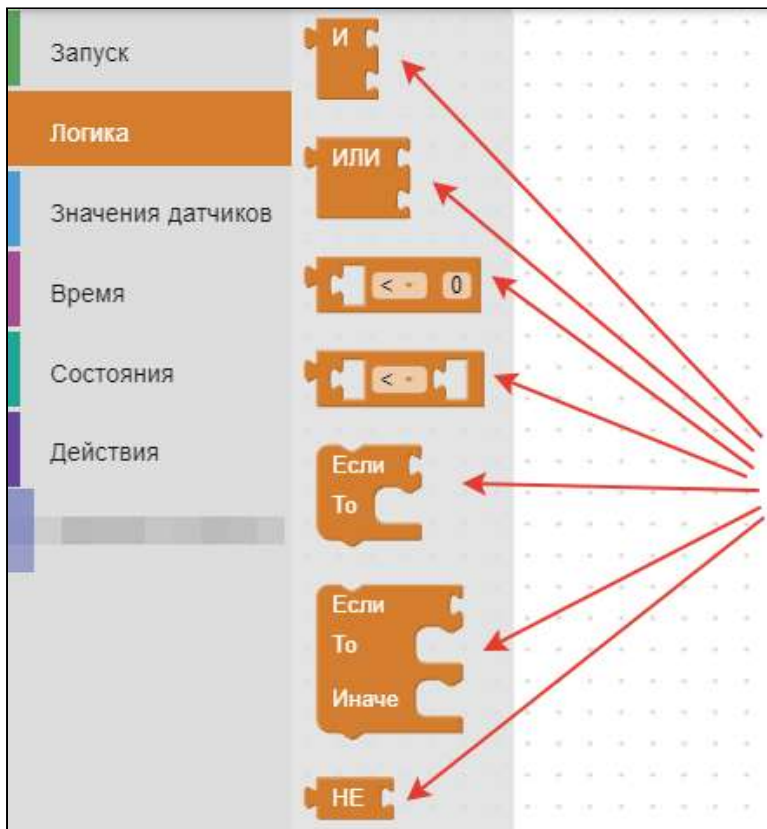 Запуск
Логика
Значения датчиков
Время
Состояния
Действия
И
ИЛИ
< 0
<
Если
То
Если
То
Иначе
НЕ